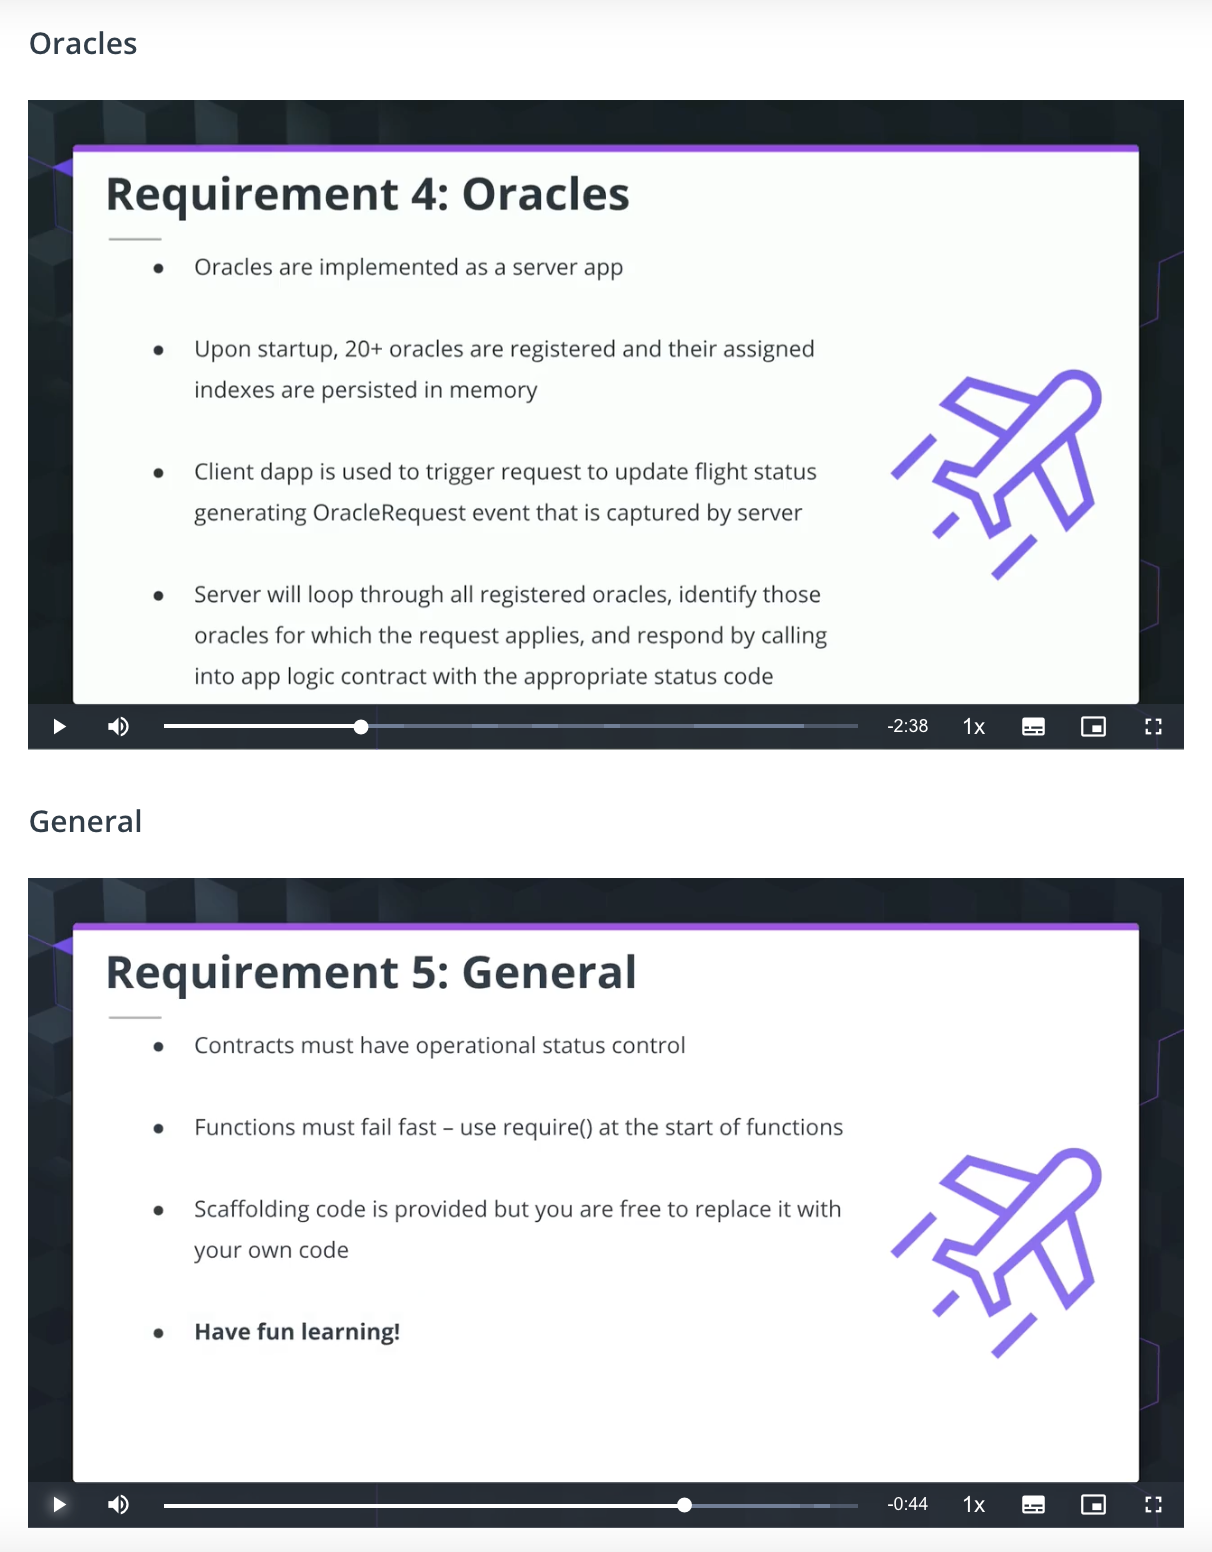 Oracles
Requirement 4: Oracles
● Oracles are implemented as a server app
● Upon startup, 20+ oracles are registered and their assigned
indexes are persisted in memory
● Client dapp is used to trigger request to update flight status
generating OracleRequest event that is captured by server
● Server will loop through all registered oracles, identify those
oracles for which the request applies, and respond by calling
into app logic contract with the appropriate status code
-2:38 1x
General
Requirement 5: General
● Contracts must have operational status control
● Functions must fail fast – use require() at the start of functions
● Scaffolding code is provided but you are free to replace it with
your own code
● Have fun learning!
-0:44 1x